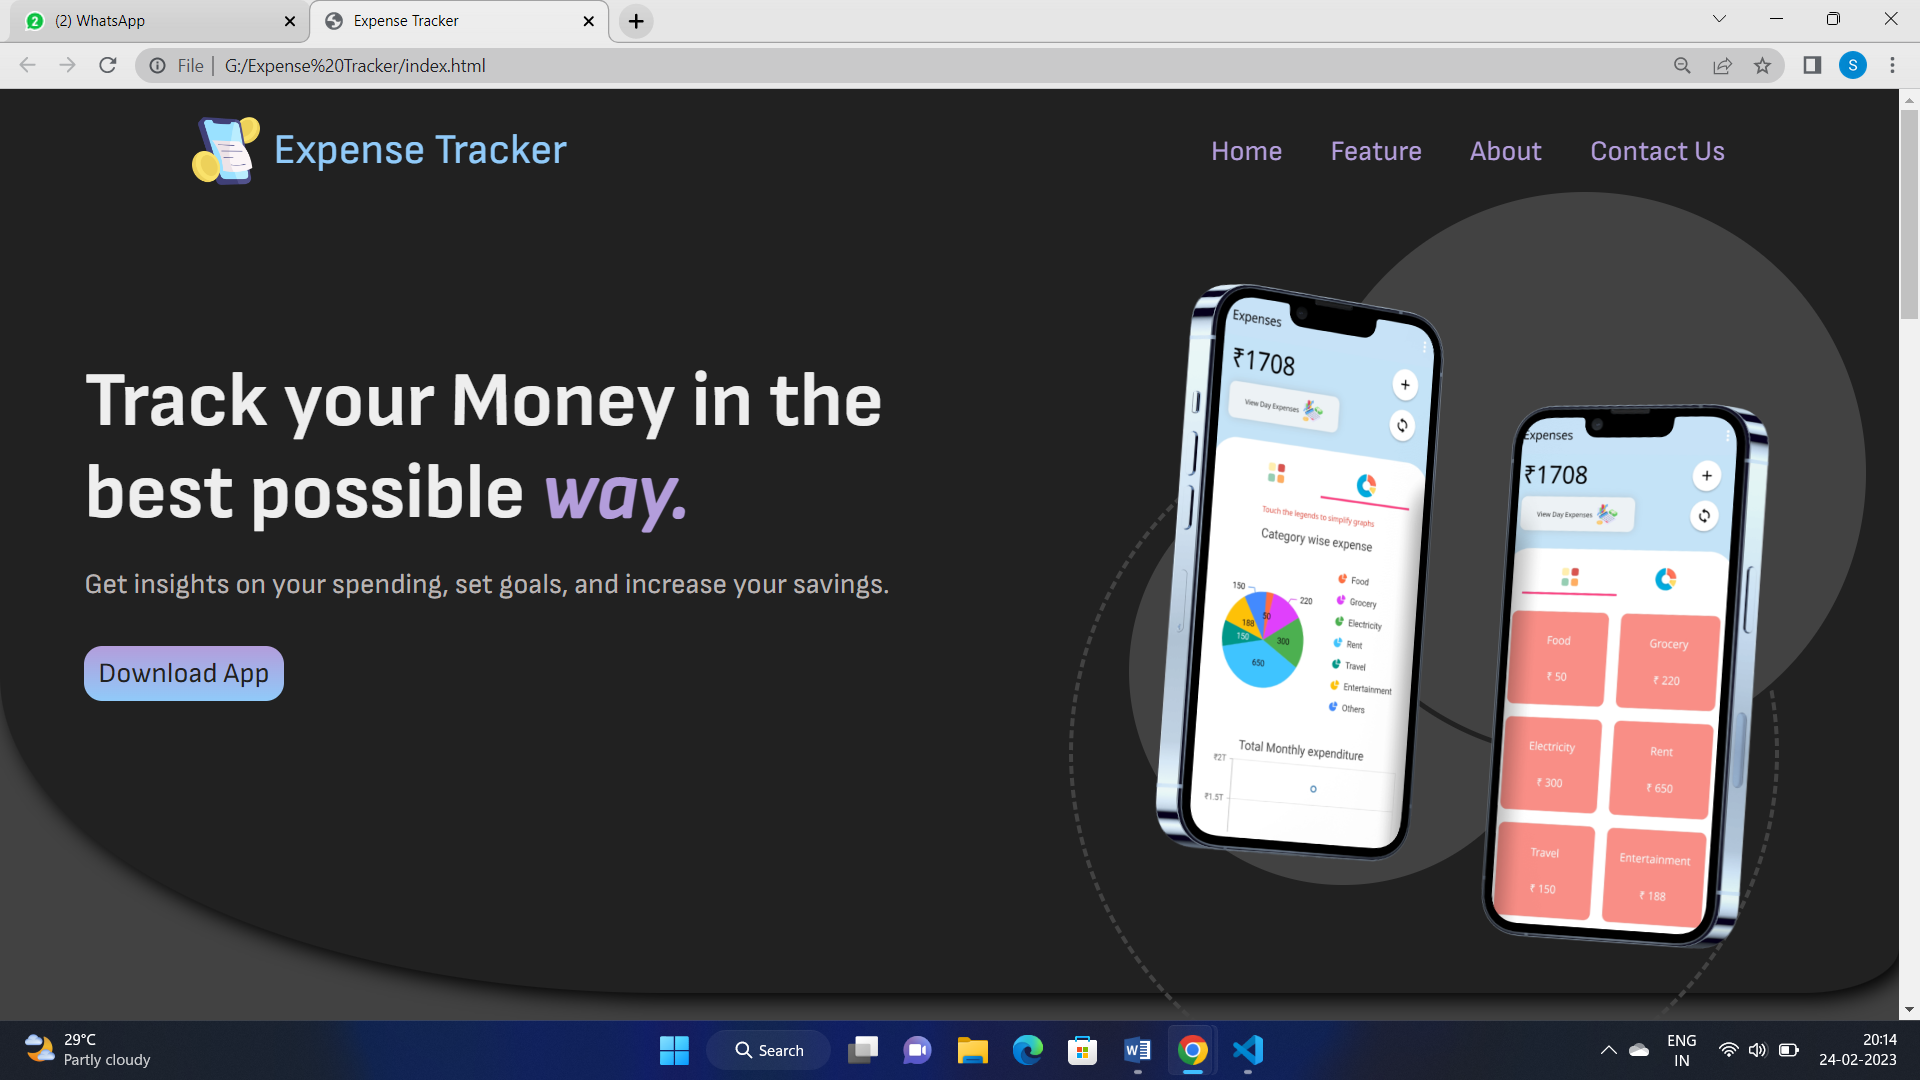 (2) WhatsApp
Expense Tracker
File
G:/Expense%20Tracker/index.html
S
Expense Tracker
Home
Feature
About
Contact Us
Track your Money in the
best possible way.
Get insights on your spending, set goals, and increase your savings.
Download App
Expenses
₹1708
View Day Expenses
Touch the legends to simplify graphs
Category wise expense
150
50
220
188
150
300
650
Food
Grocery
Electricity
Rent
Travel
Entertainment
Others
Total Monthly expenditure
₹2T
₹1.5T
Expenses
₹1708
View Day Expenses
Food
₹ 50
Grocery
₹ 220
Electricity
₹ 300
Rent
₹ 650
Travel
₹ 150
Entertainment
₹ 188
29°C
Partly cloudy
Search
ENG
IN
20:14
24-02-2023